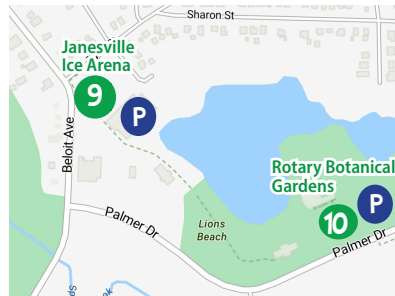 Sharon St
Janesville
Ice Arena
9
P
Beloit Ave
Rotary Botanical
Gardens
P
10
Palmer Dr
Lions
Beach
Palmer Dr